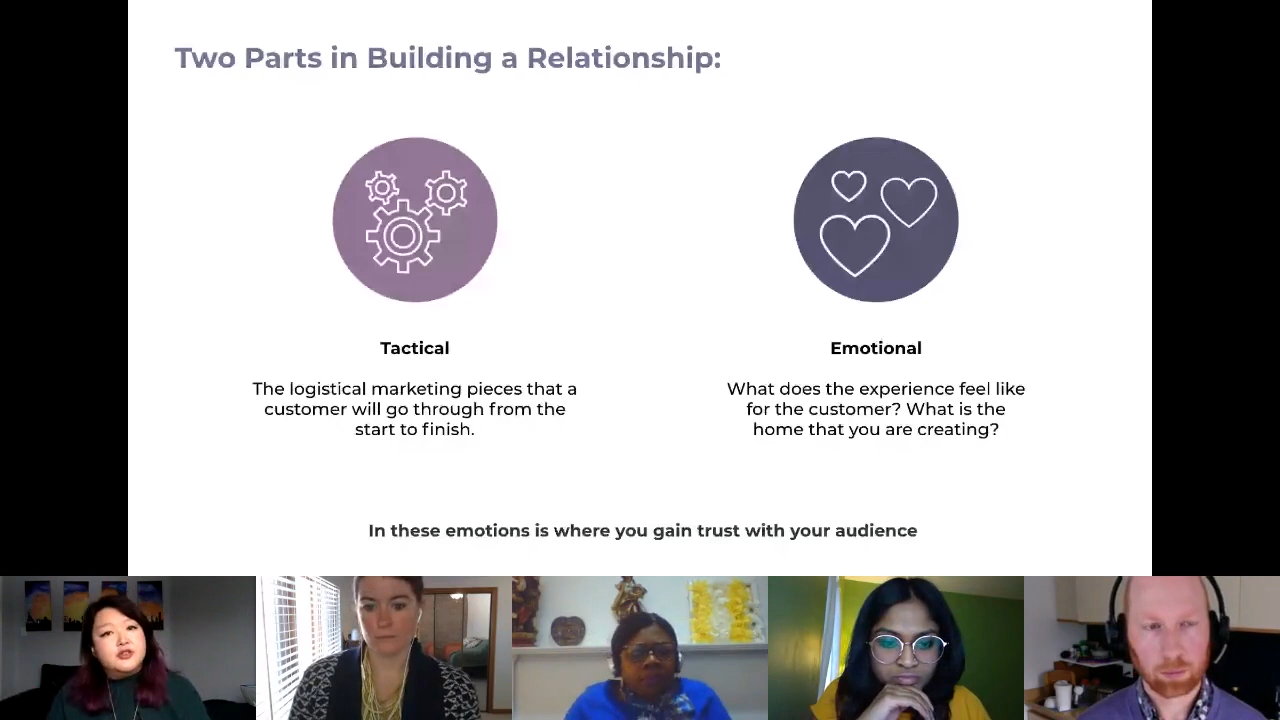 Two Parts in Building a Relationship:
Tactical
The logistical marketing pieces that a
customer will go through from the
start to finish.
Emotional
What does the experience feel like
for the customer? What is the
home that you are creating?
In these emotions is where you gain trust with your audience